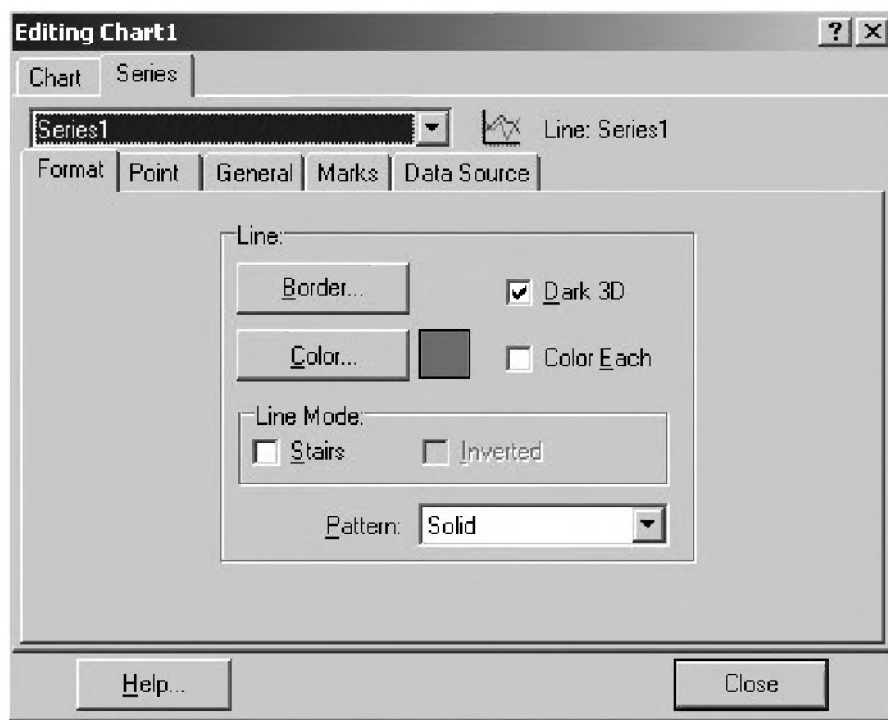 Editing Chart1
Chart Series
Series1 Line: Series1
Format Point General Marks Data Source
Line:
Border... Dark 3D
Color... Color Each
Line Mode:
Stairs Inverted
Pattern: Solid
Help... Close